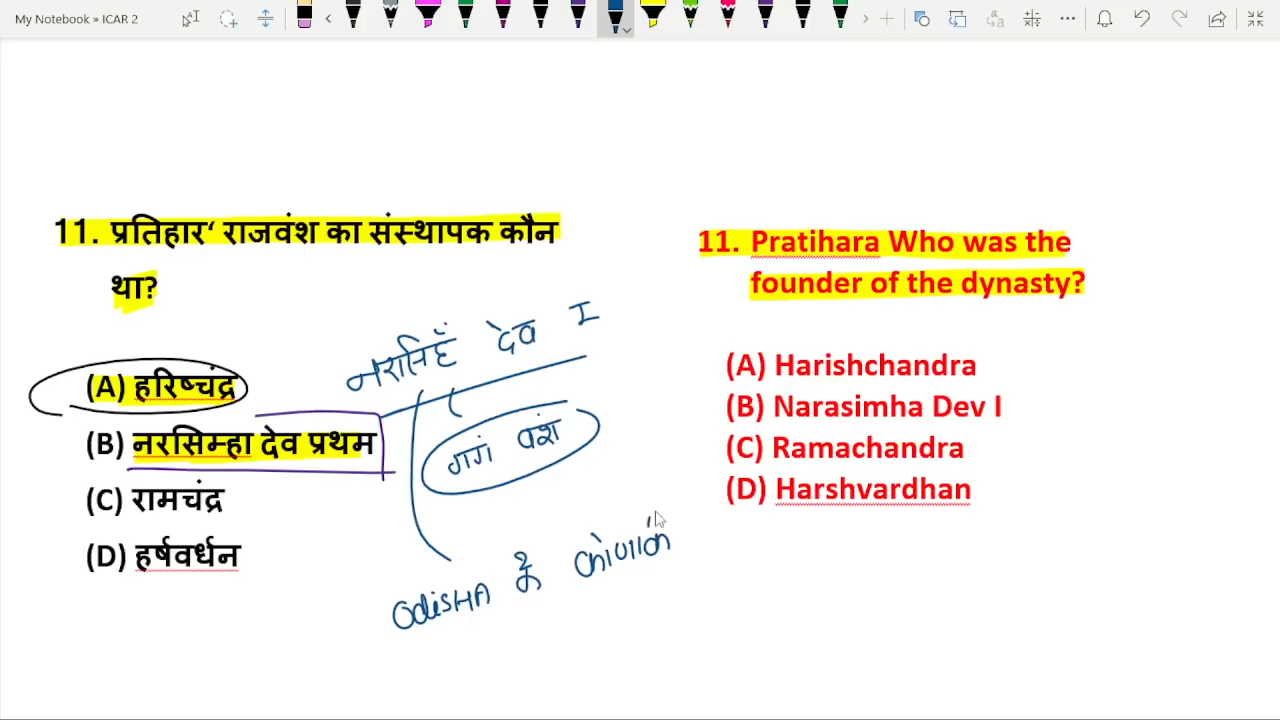 My Notebook » ICAR 2
11. प्रतिहार‘ राजवंश का संस्थापक कौन
था?
(A) हरिष्चंद्र
(B) नरसिम्हा देव प्रथम
(C) रामचंद्र
(D) हर्षवर्धन
नरसिहँ देव I
गगं वंश
Odisha के कोणार्क
11. Pratihara Who was the
founder of the dynasty?
(A) Harishchandra
(B) Narasimha Dev I
(C) Ramachandra
(D) Harshvardhan